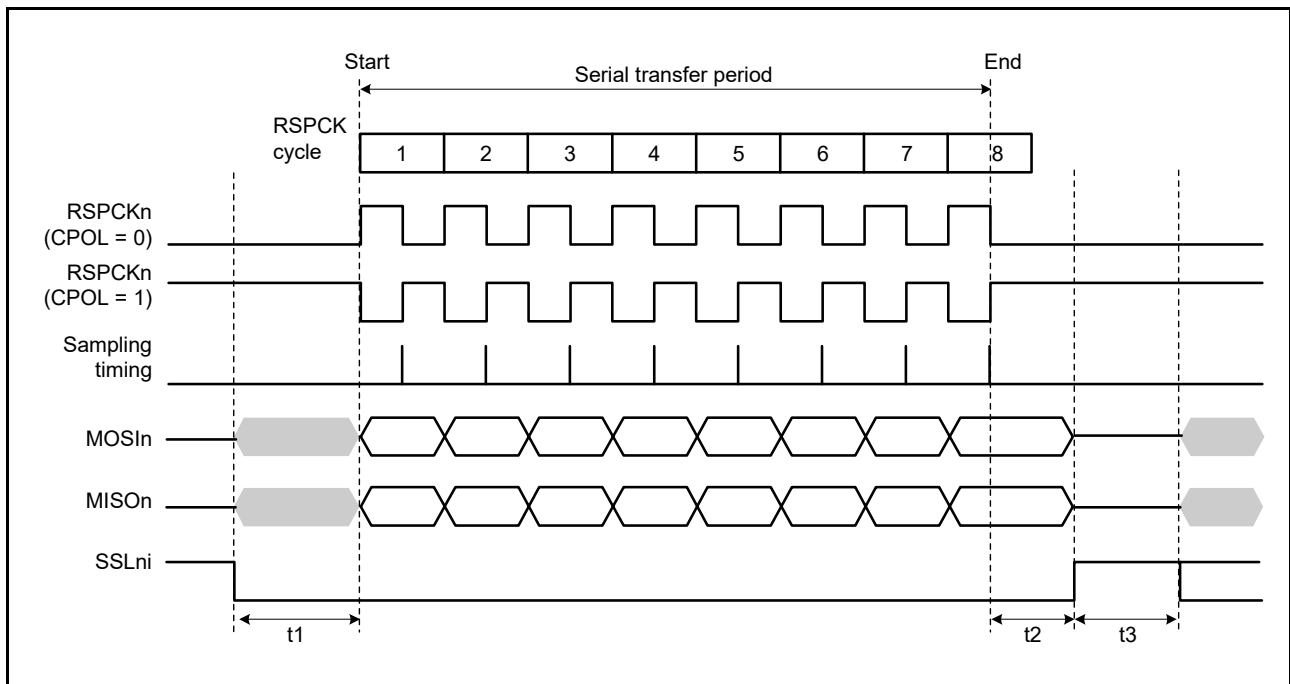 Start
End
Serial transfer period
RSPCK
cycle
1 2 3 4 5 6 7 8
RSPCKn
(CPOL = 0)
RSPCKn
(CPOL = 1)
Sampling
timing
MOSIn
MISOn
SSLni
t1
t2
t3